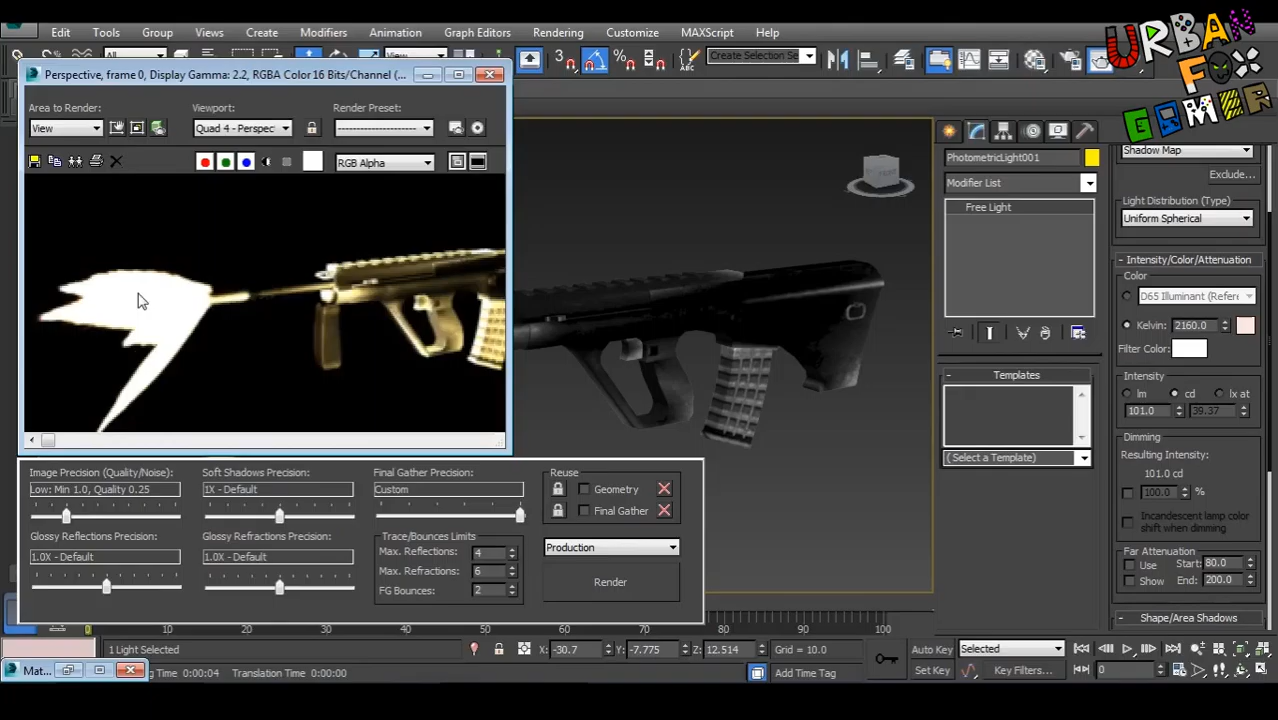 Edit Tools Group Views Create Modifiers Animation Graph Editors Rendering Customize MAXScript Help
All
View
3
%
ABC
Create Selection Se
URBAN
FOX
GAMER
Perspective, frame 0, Display Gamma: 2.2, RGBA Color 16 Bits/Channel (...
Area to Render:
Viewport:
Render Preset:
View
Quad 4 - Perspec
--------------------
RGB Alpha
PhotometricLight001
Modifier List
Free Light
Templates
( Select a Template)
Shadow Map
Exclude...
Light Distribution (Type)
Uniform Spherical
- Intensity/Color/Attenuation
Color
D65 Illuminant (Refere
Kelvin: 2160.0
Filter Color:
Intensity
lm cd lx at
101.0 39.37
Dimming
Resulting Intensity:
101.0 cd
100.0 %
Incandescent lamp color
shift when dimming
Far Attenuation
Use Start: 80.0
Show End: 200.0
- Shape/Area Shadows
Image Precision (Quality/Noise):
Low: Min 1.0, Quality 0.25
Glossy Reflections Precision:
1.0X - Default
Soft Shadows Precision:
1X - Default
Glossy Refractions Precision:
1.0X - Default
Final Gather Precision:
Custom
Trace/Bounces Limits
Max. Reflections: 4
Max. Refractions: 6
FG Bounces: 2
Reuse
Geometry
Final Gather
Production
Render
10 20 30 40 50 60 70 80 90 100
1 Light Selected
X: -30.7 Y: -7.775 Z: 12.514 Grid = 10.0
Auto Key Selected
Mat...
Time 0:00:04 Translation Time 0:00:00
Add Time Tag
Set Key Key Filters... 0